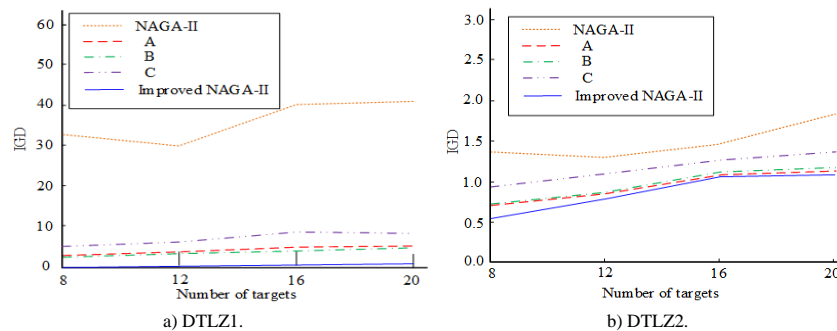 NAGA-II
A
B
C
Improved NAGA-II
60
50
40
30
20
10
0
IGD
8
12
16
20
Number of targets
a) DTLZ1.
NAGA-II
A
B
C
Improved NAGA-II
3.0
2.5
2.0
1.5
1.0
0.5
0.0
IGD
8
12
16
20
Number of targets
b) DTLZ2.